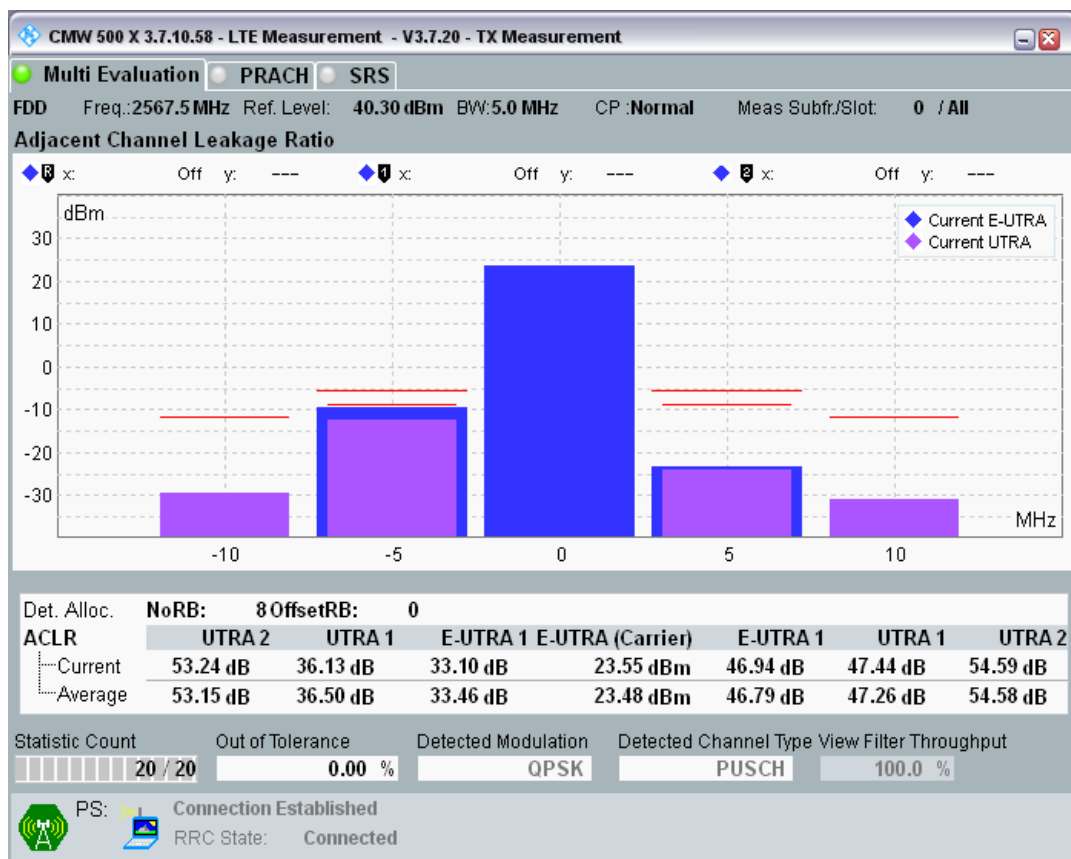 CMW 500 X 3.7.10.58 - LTE Measurement - V3.7.20 - TX Measurement
Multi Evaluation PRACH SRS
FDD Freq.:2567.5 MHz Ref. Level: 40.30 dBm BW:5.0 MHz CP :Normal Meas Subfr./Slot: 0 / All
Adjacent Channel Leakage Ratio
R x: Off y: --- 1 x: Off y: --- 2 x: Off y: ---
dBm
Current E-UTRA
Current UTRA
30
20
10
0
-10
-20
-30
MHz
-10 -5 0 5 10
Det. Alloc. NoRB: 8 OffsetRB: 0
ACLR UTRA 2 UTRA 1 E-UTRA 1 E-UTRA (Carrier) E-UTRA 1 UTRA 1 UTRA 2
Current 53.24 dB 36.13 dB 33.10 dB 23.55 dBm 46.94 dB 47.44 dB 54.59 dB
Average 53.15 dB 36.50 dB 33.46 dB 23.48 dBm 46.79 dB 47.26 dB 54.58 dB
Statistic Count Out of Tolerance Detected Modulation Detected Channel Type View Filter Throughput
20 / 20 0.00 % QPSK PUSCH 100.0 %
PS: Connection Established
RRC State: Connected